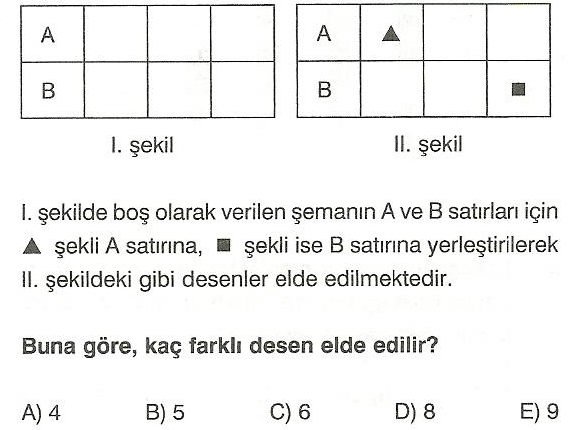 A
B
I. şekil
A ▲
B ■
II. şekil
I. şekilde boş olarak verilen şemanın A ve B satırları için
▲ şekli A satırına, ■ şekli ise B satırına yerleştirilerek
II. şekildeki gibi desenler elde edilmektedir.
Buna göre, kaç farklı desen elde edilir?
A) 4 B) 5 C) 6 D) 8 E) 9